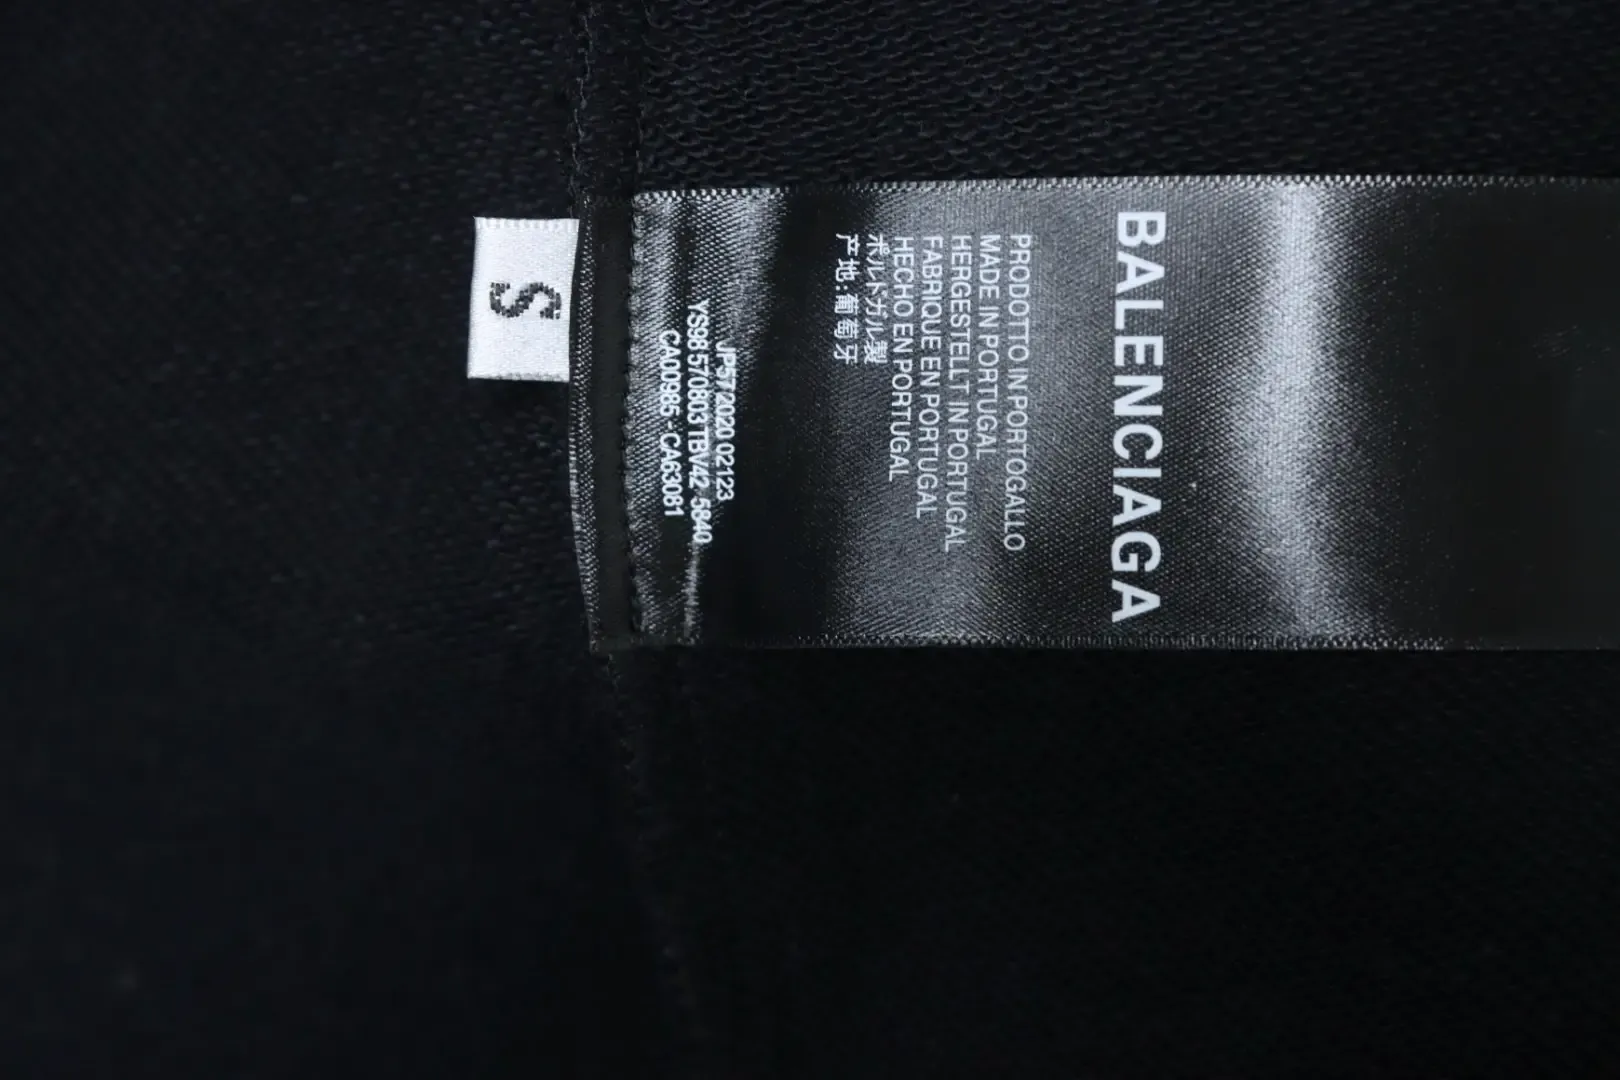 BALENCIAGA
PRODOTTO IN PORTOGALLO
MADE IN PORTUGAL
HERGESTELLT IN PORTUGAL
FABRIQUE EN PORTUGAL
HECHO EN PORTUGAL
ポルトガル製
产地:葡萄牙
JP572020 02123
YS98 570803 TBV42 5840
CA00985 - CA63081
S